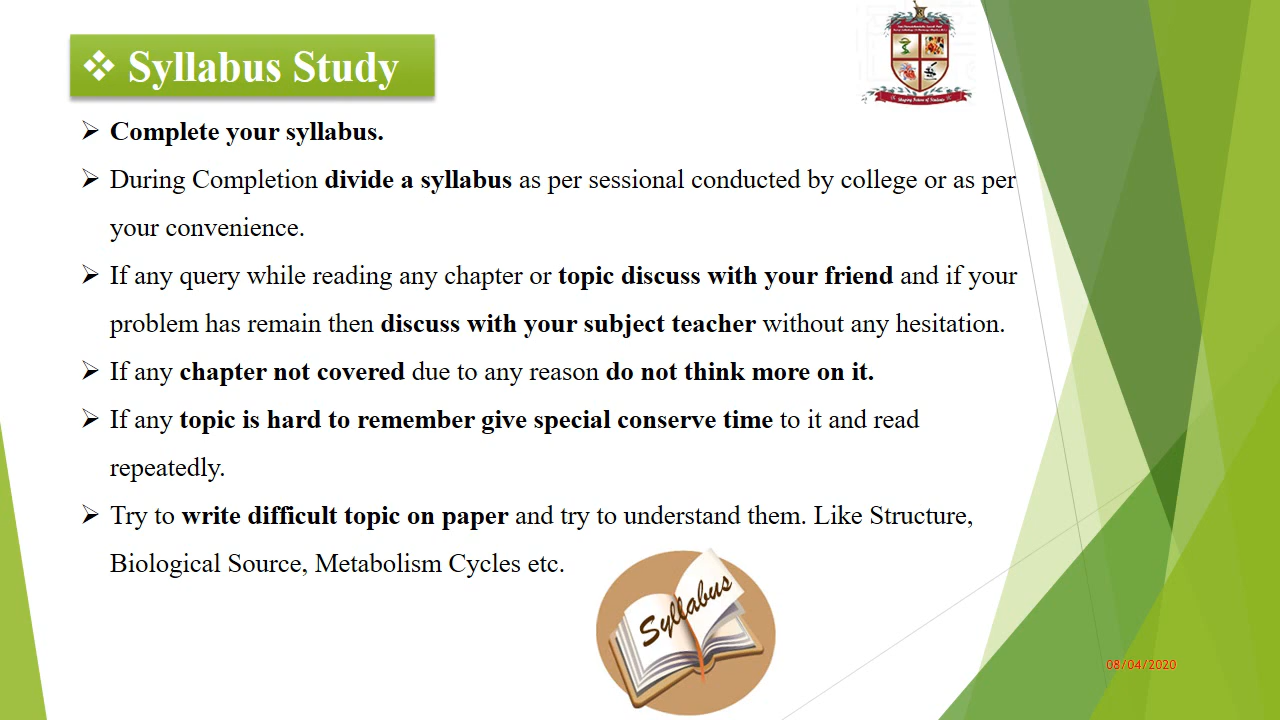 ❖ Syllabus Study
➢ Complete your syllabus.
➢ During Completion divide a syllabus as per sessional conducted by college or as per
your convenience.
➢ If any query while reading any chapter or topic discuss with your friend and if your
problem has remain then discuss with your subject teacher without any hesitation.
➢ If any chapter not covered due to any reason do not think more on it.
➢ If any topic is hard to remember give special conserve time to it and read
repeatedly.
➢ Try to write difficult topic on paper and try to understand them. Like Structure,
Biological Source, Metabolism Cycles etc.
Syllabus
08/04/2020